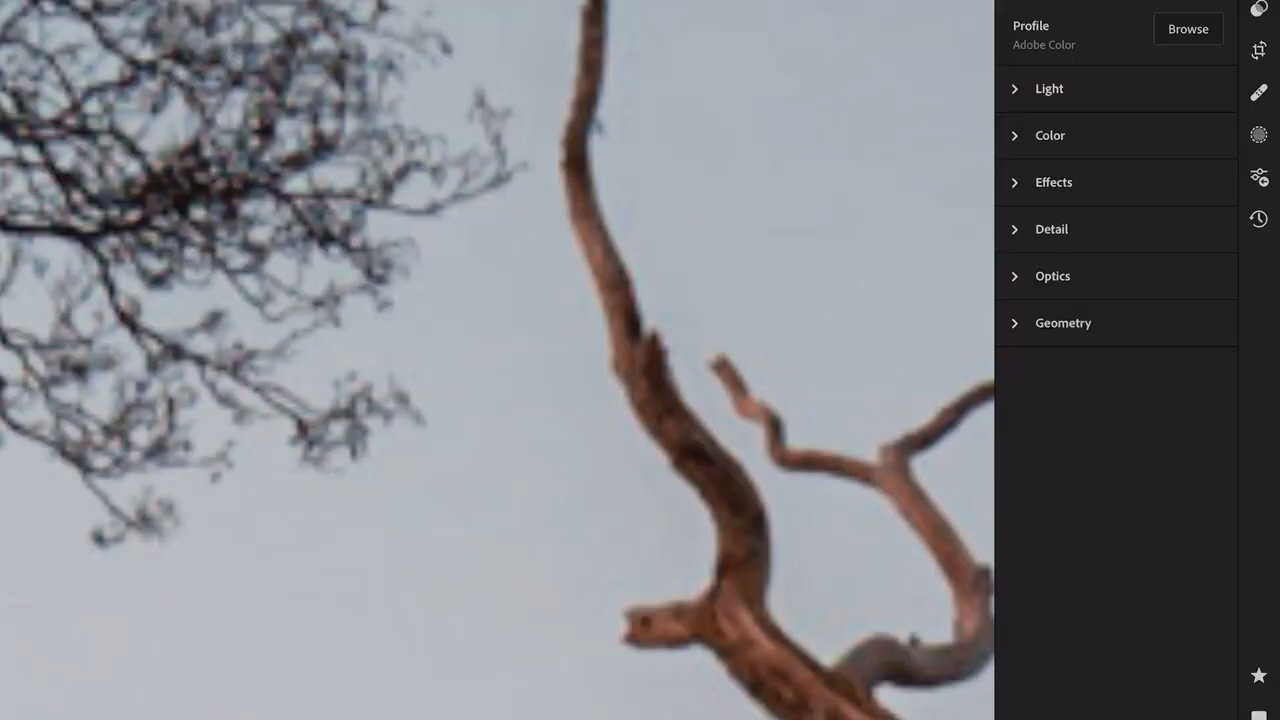 Profile
Adobe Color
Browse
Light
Color
Effects
Detail
Optics
Geometry